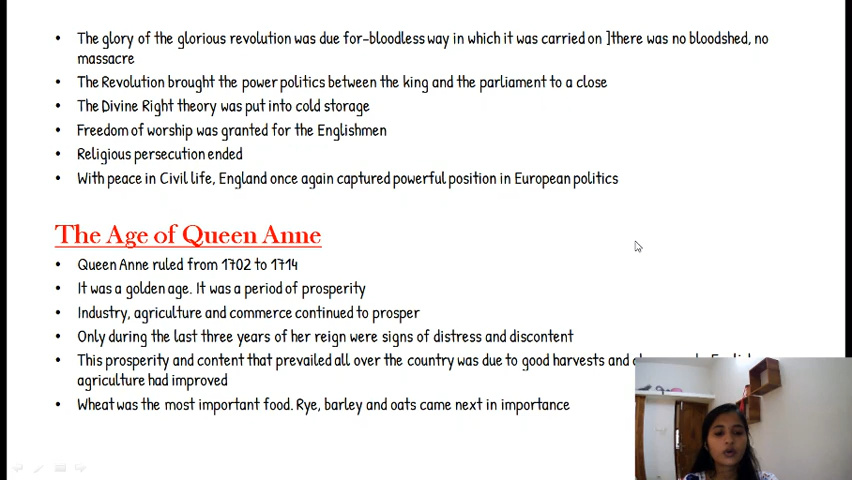 The glory of the glorious revolution was due for-bloodless way in which it was carried on ]there was no bloodshed, no
massacre
The Revolution brought the power politics between the king and the parliament to a close
The Divine Right theory was put into cold storage
Freedom of worship was granted for the Englishmen
Religious persecution ended
With peace in Civil life, England once again captured powerful position in European politics
The Age of Queen Anne
Queen Anne ruled from 1702 to 1714
It was a golden age. It was a period of prosperity
Industry, agriculture and commerce continued to prosper
Only during the last three years of her reign were signs of distress and discontent
This prosperity and content that prevailed all over the country was due to good harvests and
agriculture had improved
Wheat was the most important food. Rye, barley and oats came next in importance